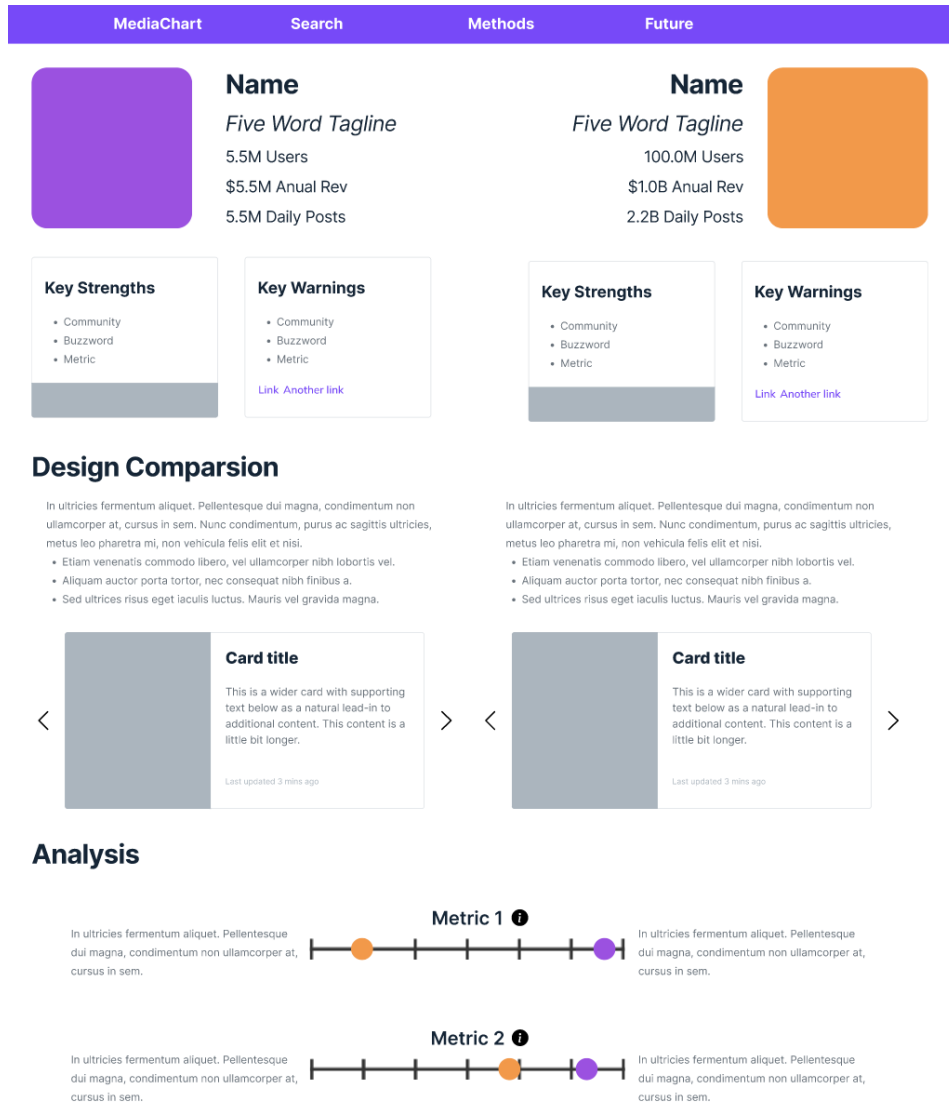 MediaChart Search Methods Future
Name
Five Word Tagline
5.5M Users
$5.5M Anual Rev
5.5M Daily Posts
Name
Five Word Tagline
100.0M Users
$1.0B Anual Rev
2.2B Daily Posts
Key Strengths
• Community
• Buzzword
• Metric
Key Warnings
• Community
• Buzzword
• Metric
Link Another link
Key Strengths
• Community
• Buzzword
• Metric
Key Warnings
• Community
• Buzzword
• Metric
Link Another link
Design Comparsion
In ultricies fermentum aliquet. Pellentesque dui magna, condimentum non
ullamcorper at, cursus in sem. Nunc condimentum, purus ac sagittis ultricies,
metus leo pharetra mi, non vehicula felis elit et nisi.
• Etiam venenatis commodo libero, vel ullamcorper nibh lobortis vel.
• Aliquam auctor porta tortor, nec consequat nibh finibus a.
• Sed ultrices risus eget iaculis luctus. Mauris vel gravida magna.
In ultricies fermentum aliquet. Pellentesque dui magna, condimentum non
ullamcorper at, cursus in sem. Nunc condimentum, purus ac sagittis ultricies,
metus leo pharetra mi, non vehicula felis elit et nisi.
• Etiam venenatis commodo libero, vel ullamcorper nibh lobortis vel.
• Aliquam auctor porta tortor, nec consequat nibh finibus a.
• Sed ultrices risus eget iaculis luctus. Mauris vel gravida magna.
Card title
This is a wider card with supporting
text below as a natural lead-in to
additional content. This content is a
little bit longer.
Last updated 3 mins ago
Card title
This is a wider card with supporting
text below as a natural lead-in to
additional content. This content is a
little bit longer.
Last updated 3 mins ago
Analysis
Metric 1 i
In ultricies fermentum aliquet. Pellentesque
dui magna, condimentum non ullamcorper at,
cursus in sem.
In ultricies fermentum aliquet. Pellentesque
dui magna, condimentum non ullamcorper at,
cursus in sem.
Metric 2 i
In ultricies fermentum aliquet. Pellentesque
dui magna, condimentum non ullamcorper at,
cursus in sem.
In ultricies fermentum aliquet. Pellentesque
dui magna, condimentum non ullamcorper at,
cursus in sem.